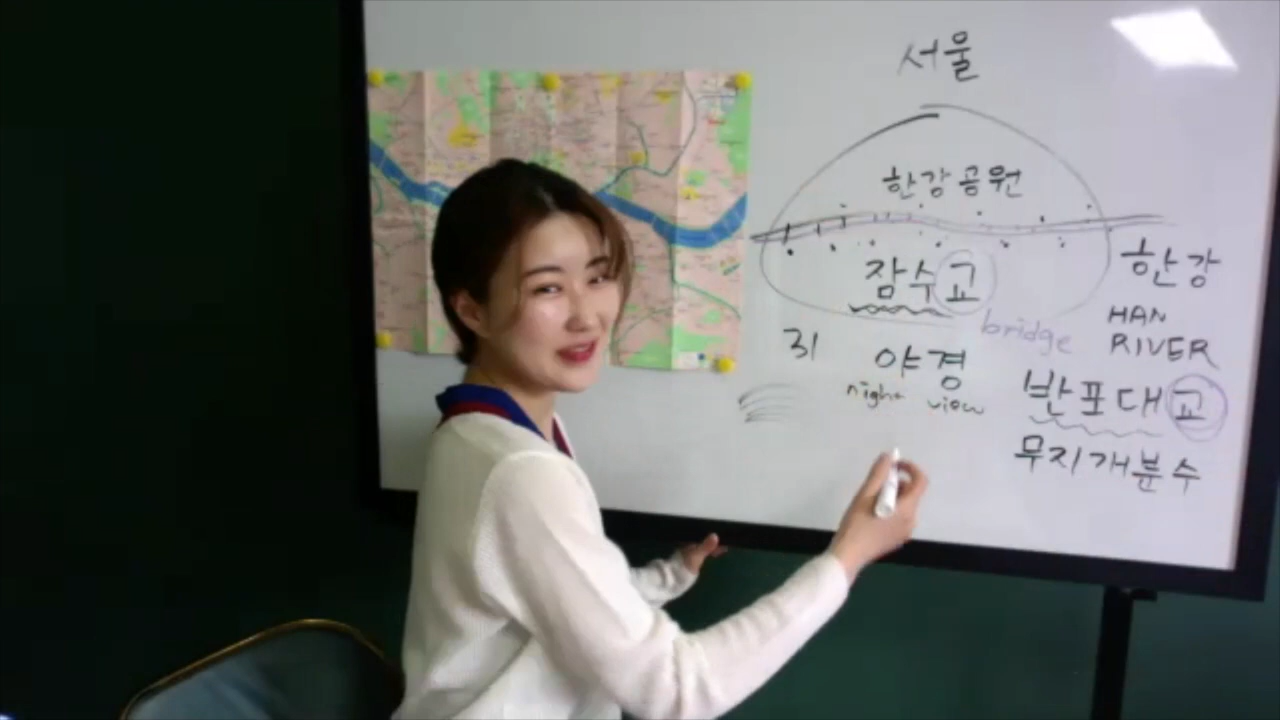 서울
한강공원
잠수교
한강
HAN
RIVER
bridge
31
야경
night view
반포대교
무지개분수